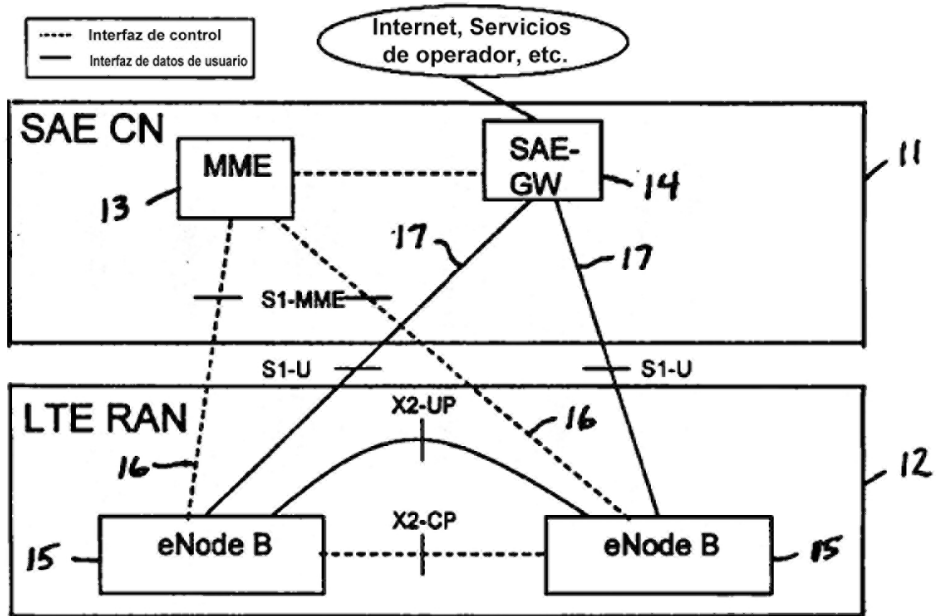 Interfaz de control
Interfaz de datos de usuario
Internet, Servicios
de operador, etc.
SAE CN
MME
SAE-
GW
11
13
14
17
17
S1-MME
S1-U
S1-U
LTE RAN
X2-UP
16
16
12
X2-CP
eNode B
eNode B
15
15